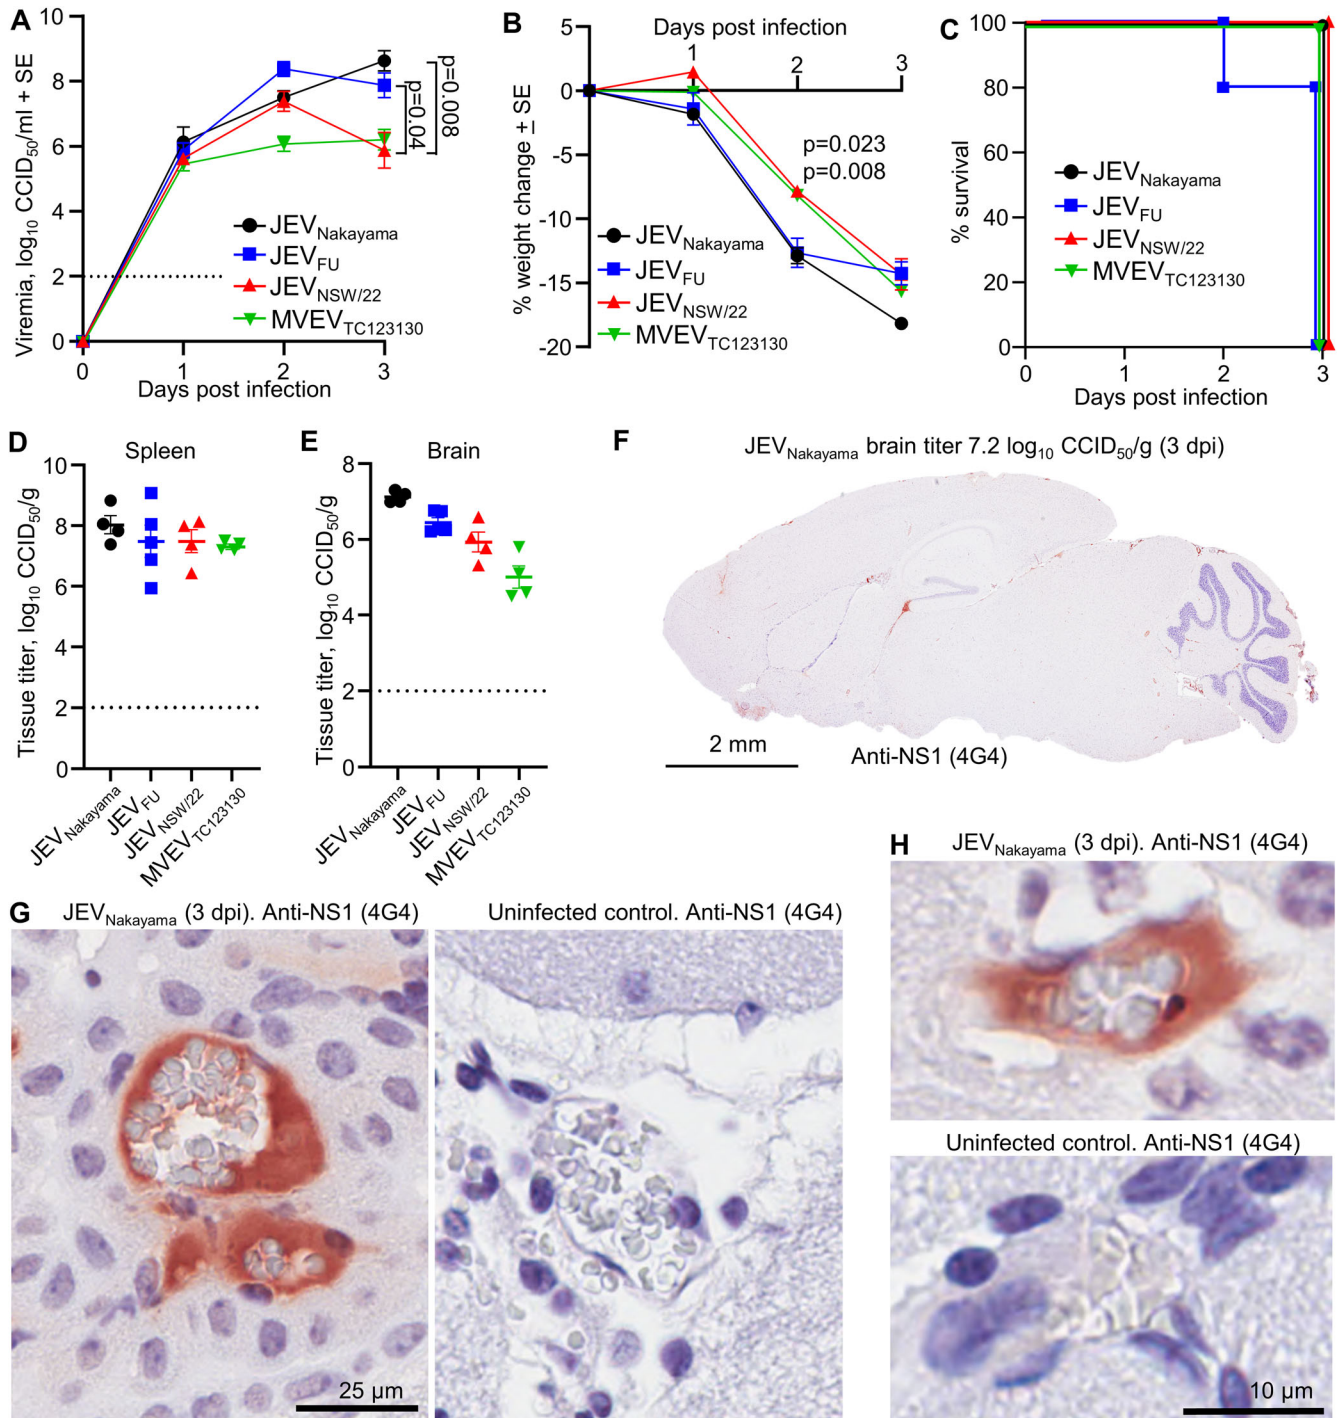 A
Viremia, log10 CCID50/ml + SE
10
8
6
4
2
0
0 1 2 3
Days post infection
p=0.008
p=0.04
JEVNakayama
JEVFU
JEVNSW/22
MVEVTC123130
B
Days post infection
1 2 3
% weight change ± SE
5
0
-5
-10
-15
-20
p=0.023
p=0.008
JEVNakayama
JEVFU
JEVNSW/22
MVEVTC123130
C
% survival
100
80
60
40
20
0
0 1 2 3
Days post infection
JEVNakayama
JEVFU
JEVNSW/22
MVEVTC123130
D
Spleen
Tissue titer, log10 CCID50/g
10
8
6
4
2
0
JEVNakayama
JEVFU
JEVNSW/22
MVEVTC123130
E
Brain
Tissue titer, log10 CCID50/g
8
6
4
2
0
JEVNakayama
JEVFU
JEVNSW/22
MVEVTC123130
F
JEVNakayama brain titer 7.2 log10 CCID50/g (3 dpi)
2 mm
Anti-NS1 (4G4)
G
JEVNakayama (3 dpi). Anti-NS1 (4G4)
Uninfected control. Anti-NS1 (4G4)
25 µm
H
JEVNakayama (3 dpi). Anti-NS1 (4G4)
Uninfected control. Anti-NS1 (4G4)
10 µm